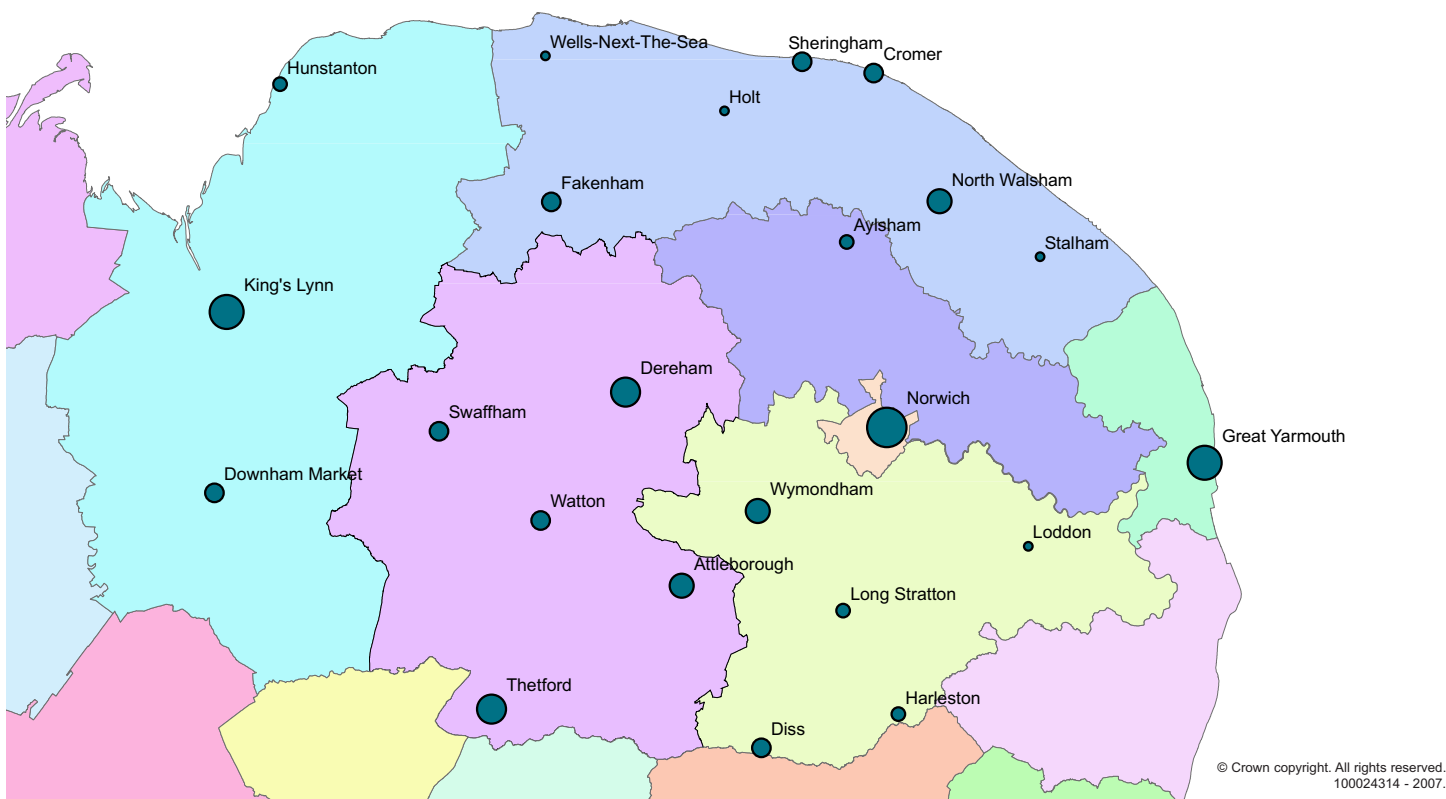 Wells-Next-The-Sea
Sheringham
Cromer
Hunstanton
Holt
Fakenham
North Walsham
Aylsham
Stalham
King's Lynn
Dereham
Norwich
Swaffham
Great Yarmouth
Downham Market
Watton
Wymondham
Loddon
Attleborough
Long Stratton
Thetford
Harleston
Diss
© Crown copyright. All rights reserved.
100024314 - 2007.